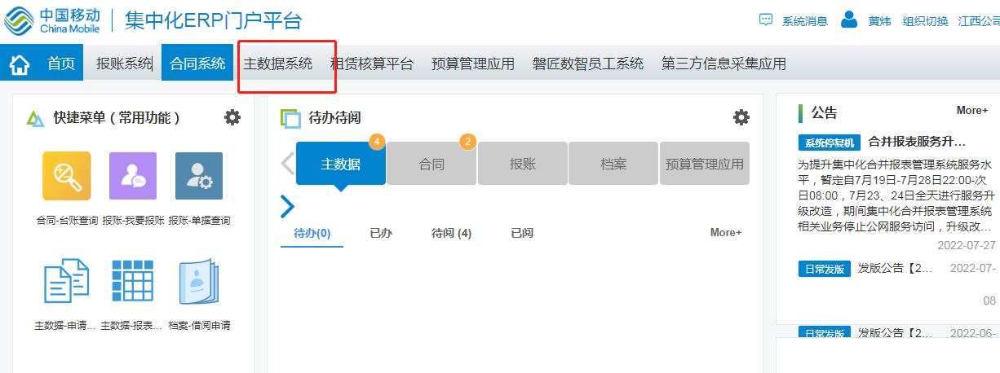 中国移动
China Mobile
集中化ERP门户平台
系统消息
黄炜
组织切换
江西公司
首页
报账系统
合同系统
主数据系统
租赁核算平台
预算管理应用
磐匠数智员工系统
第三方信息采集应用
快捷菜单（常用功能）
合同-台账查询
报账-我要报账
报账-单据查询
主数据-申请...
主数据-报表...
档案-借阅申请
待办待阅
4
2
主数据
合同
报账
档案
预算管理应用
待办(0)
已办
待阅 (4)
已阅
More+
公告
More+
系统停复机
合并报表服务升...
为提升集中化合并报表管理系统服务水
平，暂定自7月19日-7月28日22:00-次
日08:00，7月23、24日全天进行服务升
级改造，期间集中化合并报表管理系统
相关业务停止公网服务访问，升级改...
2022-07-27
日常发版
发版公告【2...
2022-07-
08
日常发版
发版公告【2...
2022-06-